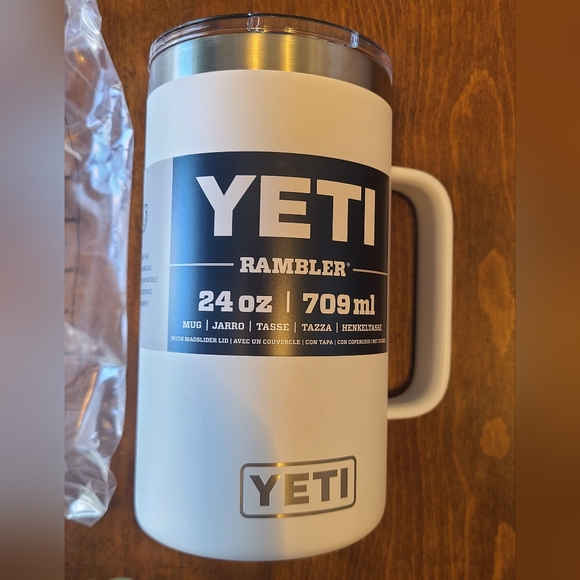 YETI
RAMBLER®
24 oz | 709 ml
MUG | JARRO | TASSE | TAZZA | HENKELTASSE
WITH MAGSLIDER LID | AVEC UN COUVERCLE | CON TAPA | CON COPERCHIO |
YETI